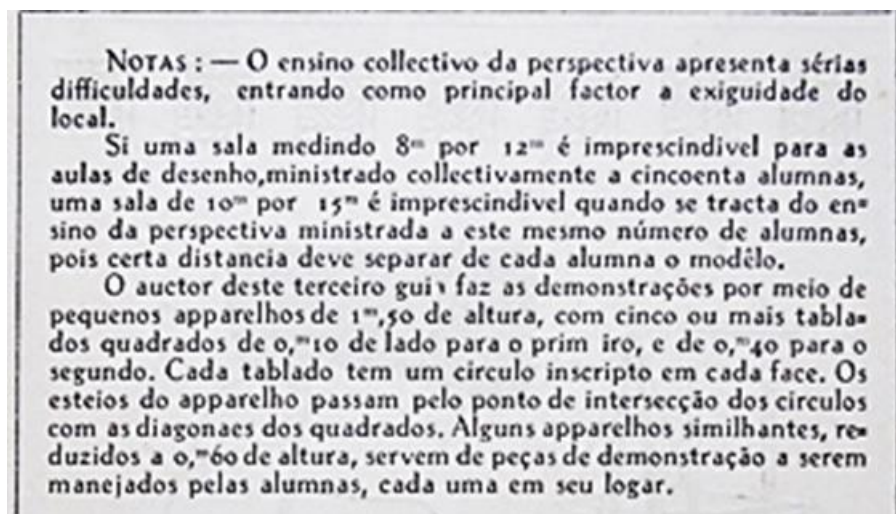 NOTAS : — O ensino collectivo da perspectiva apresenta sérias
difficuldades, entrando como principal factor a exiguidade do
local.
Si uma sala medindo 8ᵐ por 12ᵐ é imprescindivel para as
aulas de desenho,ministrado collectivamente a cincoenta alumnas,
uma sala de 10ᵐ por 15ᵐ é imprescindivel quando se tracta do en=
sino da perspectiva ministrada a este mesmo número de alumnas,
pois certa distancia deve separar de cada alumna o modêlo.
O auctor deste terceiro gui faz as demonstrações por meio de
pequenos apparelhos de 1ᵐ,50 de altura, com cinco ou mais tabla=
dos quadrados de 0,ᵐ10 de lado para o prim iro, e de 0,ᵐ40 para o
segundo. Cada tablado tem um circulo inscripto em cada face. Os
esteios do apparelho passam pelo ponto de intersecção dos circulos
com as diagonaes dos quadrados. Alguns apparelhos similhantes, re=
duzidos a 0,ᵐ60 de altura, servem de peças de demonstração a serem
manejados pelas alumnas, cada uma em seu logar.